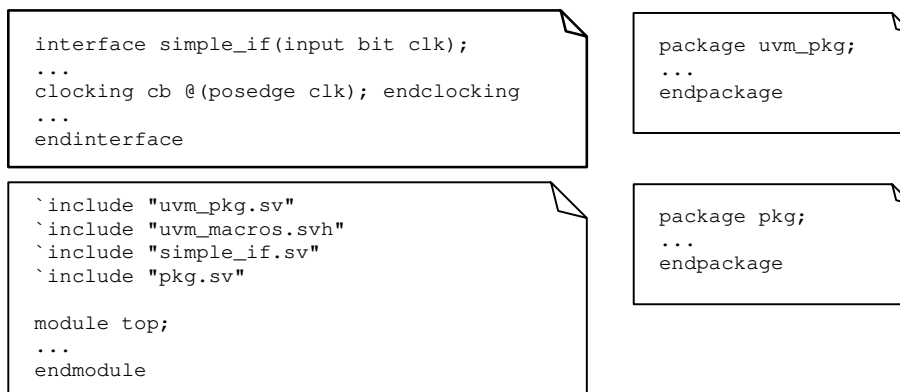 interface simple_if(input bit clk);
...
clocking cb @(posedge clk); endclocking
...
endinterface
package uvm_pkg;
...
endpackage
`include "uvm_pkg.sv"
`include "uvm_macros.svh"
`include "simple_if.sv"
`include "pkg.sv"
module top;
...
endmodule
package pkg;
...
endpackage